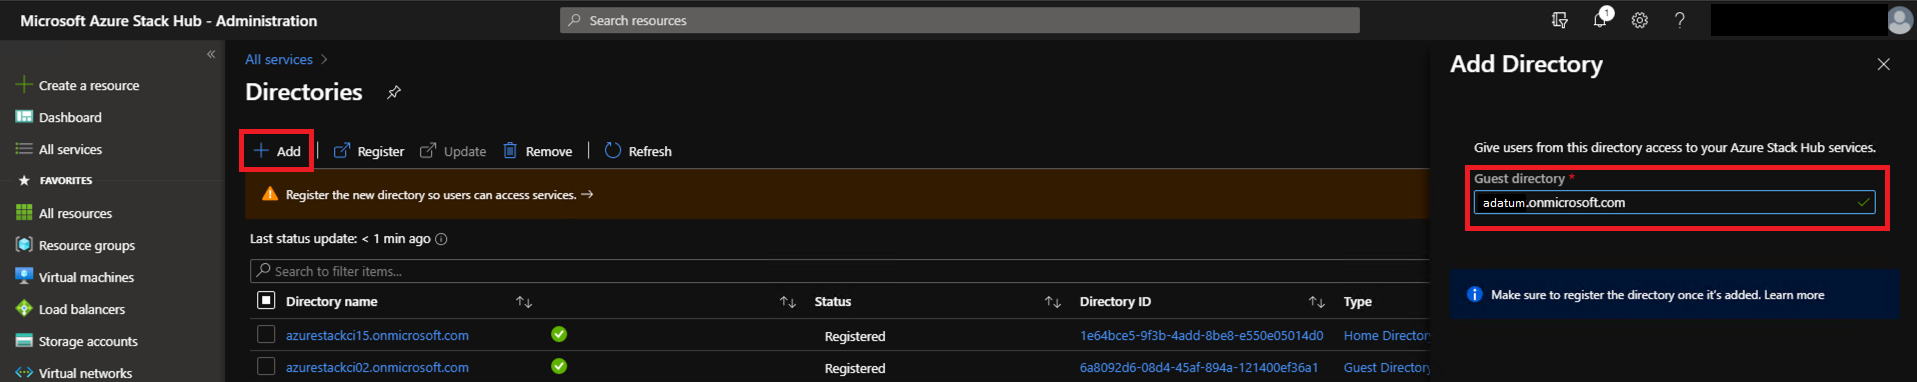 Microsoft Azure Stack Hub - Administration
Search resources
1
«
Create a resource
Dashboard
All services
FAVORITES
All resources
Resource groups
Virtual machines
Load balancers
Storage accounts
Virtual networks
All services >
Directories
Add
Register
Update
Remove
Refresh
Register the new directory so users can access services. →
Last status update: < 1 min ago
Search to filter items...
Directory name Status Directory ID Type
azurestackci15.onmicrosoft.com Registered 1e64bce5-9f3b-4add-8be8-e550e05014d0 Home Directory
azurestackci02.onmicrosoft.com Registered 6a8092d6-08d4-45af-894a-121400ef36a1 Guest Directory
Add Directory
Give users from this directory access to your Azure Stack Hub services.
Guest directory *
adatum.onmicrosoft.com
Make sure to register the directory once it's added. Learn more